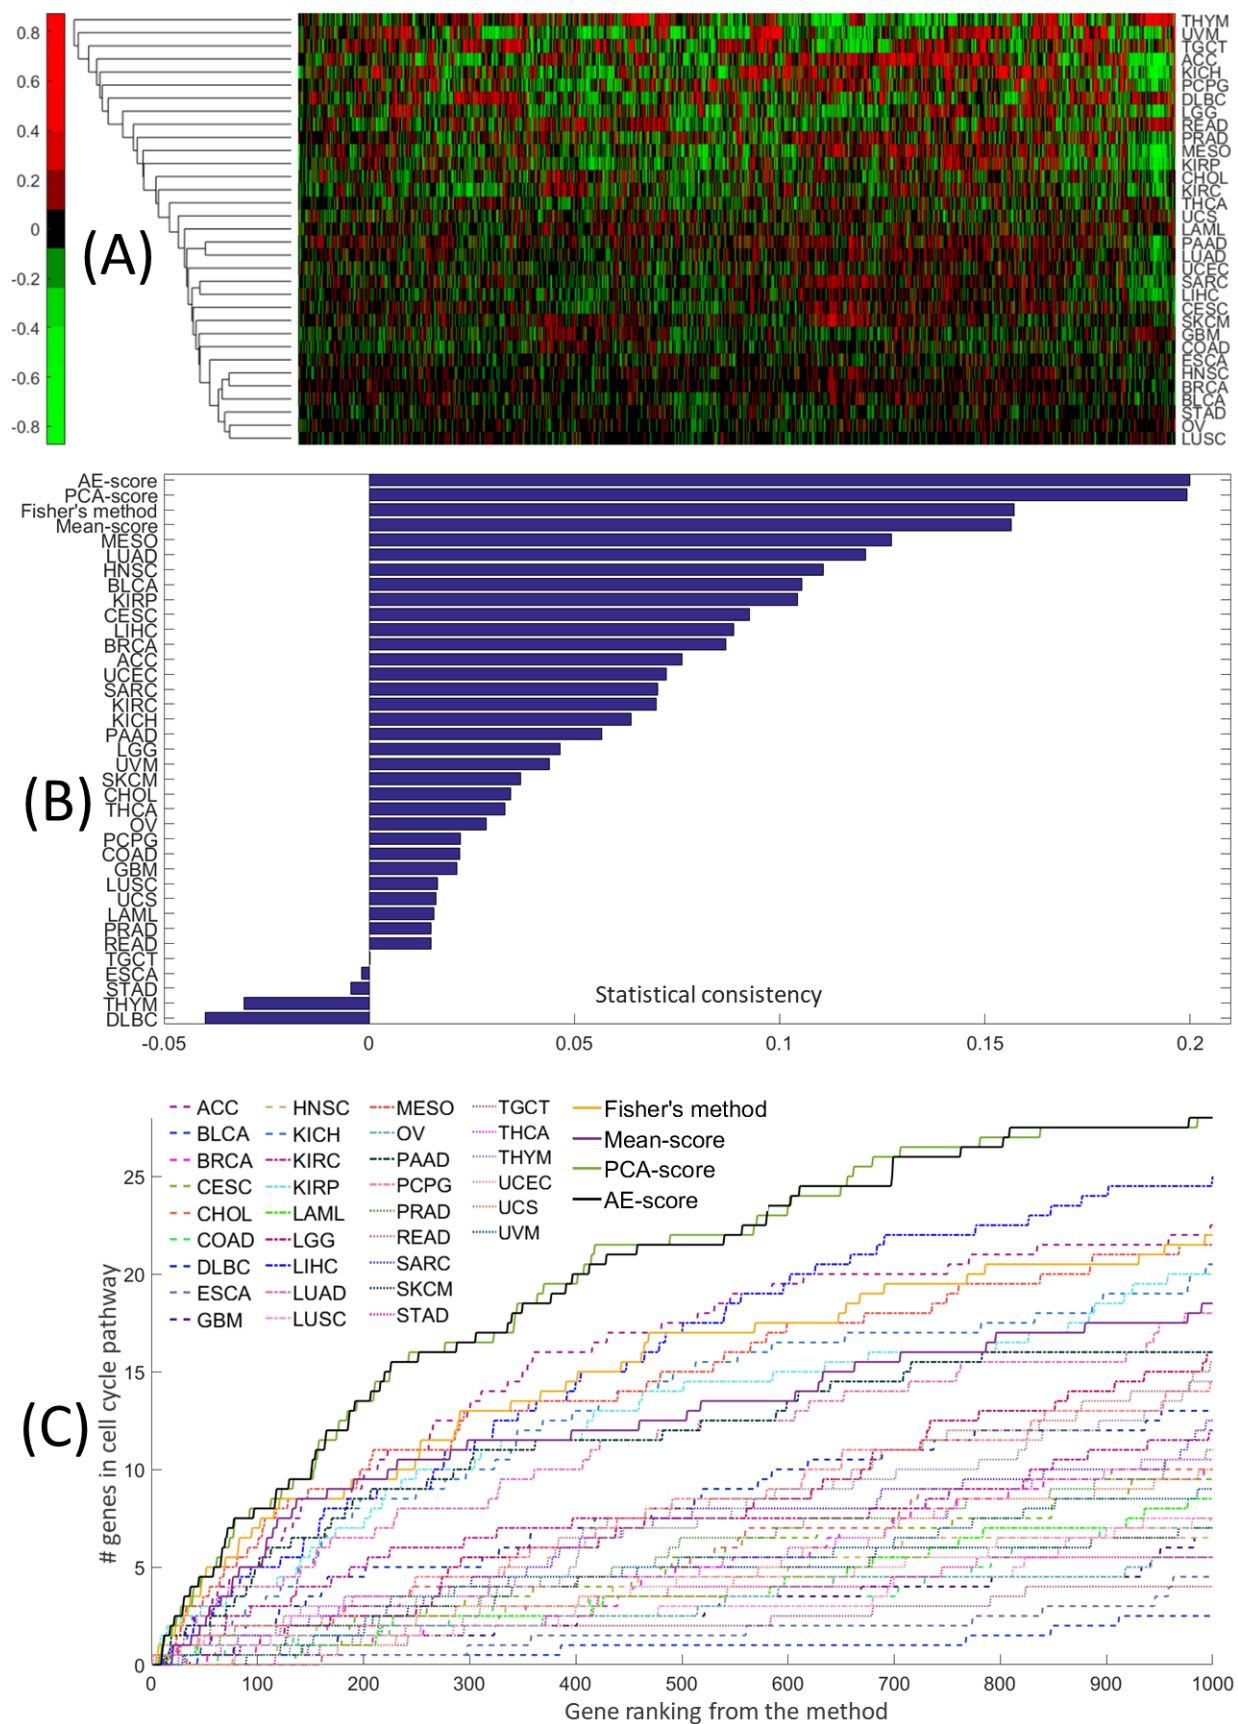 0.8
0.4
0.2
0
-0.2
-0.4
-0.6
-0.8
(A)
THYM
UVM
TGCT
ACC
KICH
PCPG
DLBC
LGG
READ
PRAD
MESO
KIRP
CHOL
KIRC
THCA
UCS
LAML
PAAD
LUAD
UCEC
SARC
LIHC
CESC
SKCM
GBM
COAD
ESCA
HNSC
BRCA
BLCA
STAD
OV
LUSC
(B)
AE-score
PCA-score
Fisher's method
Mean-score
MESO
LUAD
HNSC
BLCA
KIRP
CESC
LIHC
BRCA
ACC
UCEC
SARC
KIRC
KICH
PAAD
LGG
UVM
SKCM
CHOL
THCA
OV
PCPG
COAD
GBM
LUSC
UCS
LAML
PRAD
READ
TGCT
ESCA
STAD
THYM
DLBC
Statistical consistency
-0.05 0 0.05 0.1 0.15 0.2
(C)
ACC
BLCA
BRCA
CESC
CHOL
COAD
DLBC
ESCA
GBM
HNSC
KICH
KIRC
KIRP
LAML
LGG
LIHC
LUAD
LUSC
MESO
OV
PAAD
PCPG
PRAD
READ
SARC
SKCM
STAD
TGCT
THCA
THYM
UCEC
UCS
UVM
Fisher's method
Mean-score
PCA-score
AE-score
# genes in cell cycle pathway
25
20
15
10
5
0
0 100 200 300 400 500 600 700 800 900 1000
Gene ranking from the method